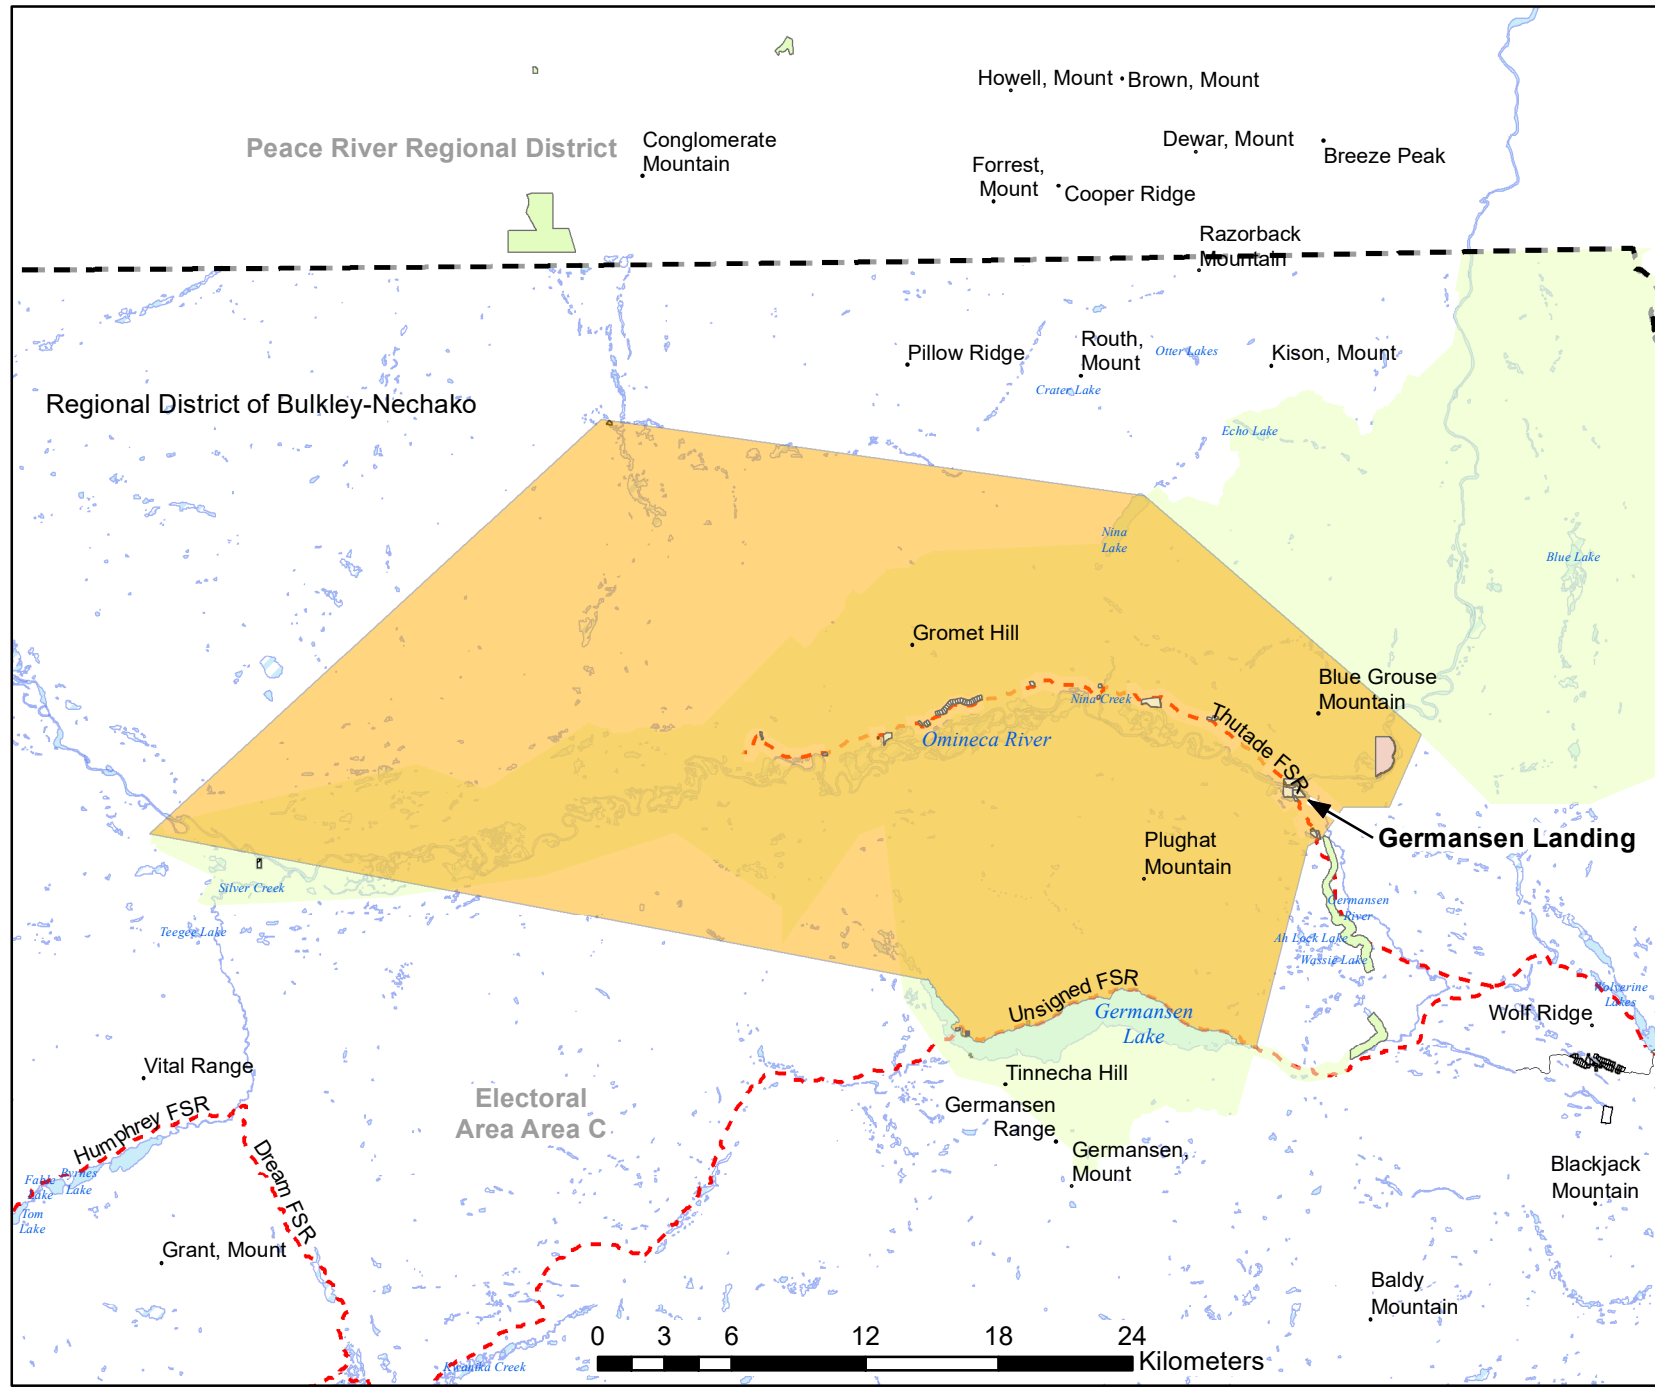 Howell, Mount
Brown, Mount
Peace River Regional District
Conglomerate
Mountain
Dewar, Mount
Breeze Peak
Forrest,
Mount
Cooper Ridge
Razorback
Mountain
Pillow Ridge
Routh,
Mount
Otter Lakes
Kison, Mount
Crater Lake
Regional District of Bulkley-Nechako
Echo Lake
Nina
Lake
Blue Lake
Gromet Hill
Blue Grouse
Mountain
Nina Creek
Thutade FSR
Omineca River
Germansen Landing
Plughat
Mountain
Silver Creek
Teegee Lake
Germansen
River
Ah Lock Lake
Wassie Lake
Unsigned FSR
Germansen
Lake
Wolverine
Lakes
Wolf Ridge
Vital Range
Tinnecha Hill
Electoral
Area Area C
Germansen
Range
Humphrey FSR
Dream FSR
Germansen,
Mount
Blackjack
Mountain
Fable
Lake
Byrnes
Lake
Tom
Lake
Grant, Mount
Baldy
Mountain
0 3 6 12 18 24
Kilometers
Kwanika Creek